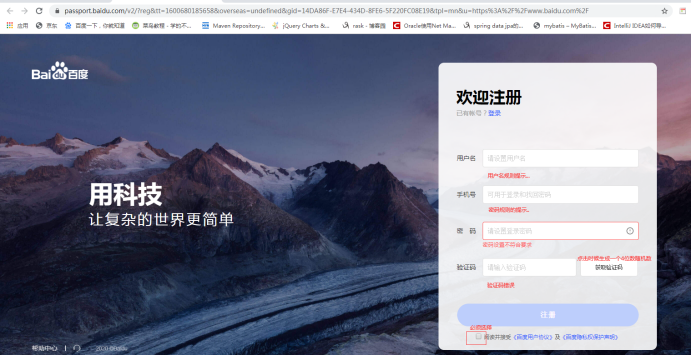 passport.baidu.com/v2/?reg&tt=1600680185658&overseas=undefined&gid=14DA86F-E7E4-434D-8FE6-5F220FC08E19&tpl=mn&u=https%3A%2F%2Fwww.baidu.com%2F
应用 京东 百度一下，你就知道 菜鸟教程 - 学的不... Maven Repository... jQuery Charts &... rask - 博客园 Oracle使用Net Ma... spring data jpa的... mybatis – MyBatis... IntelliJ IDEA如何导...
Bai du 百度
欢迎注册
已有帐号？登录
用户名 请设置用户名
用户名规则提示。
手机号 可用于登录和找回密码
密码规则的提示。
密 码 请设置登录密码
密码设置不符合要求
点击时候生成一个4位数随机数
验证码 请输入验证码 获取验证码
验证码错误
用科技
让复杂的世界更简单
注册
必须选择
阅读并接受《百度用户协议》及《百度隐私权保护声明》
帮助中心 | © 2020 ©Baidu